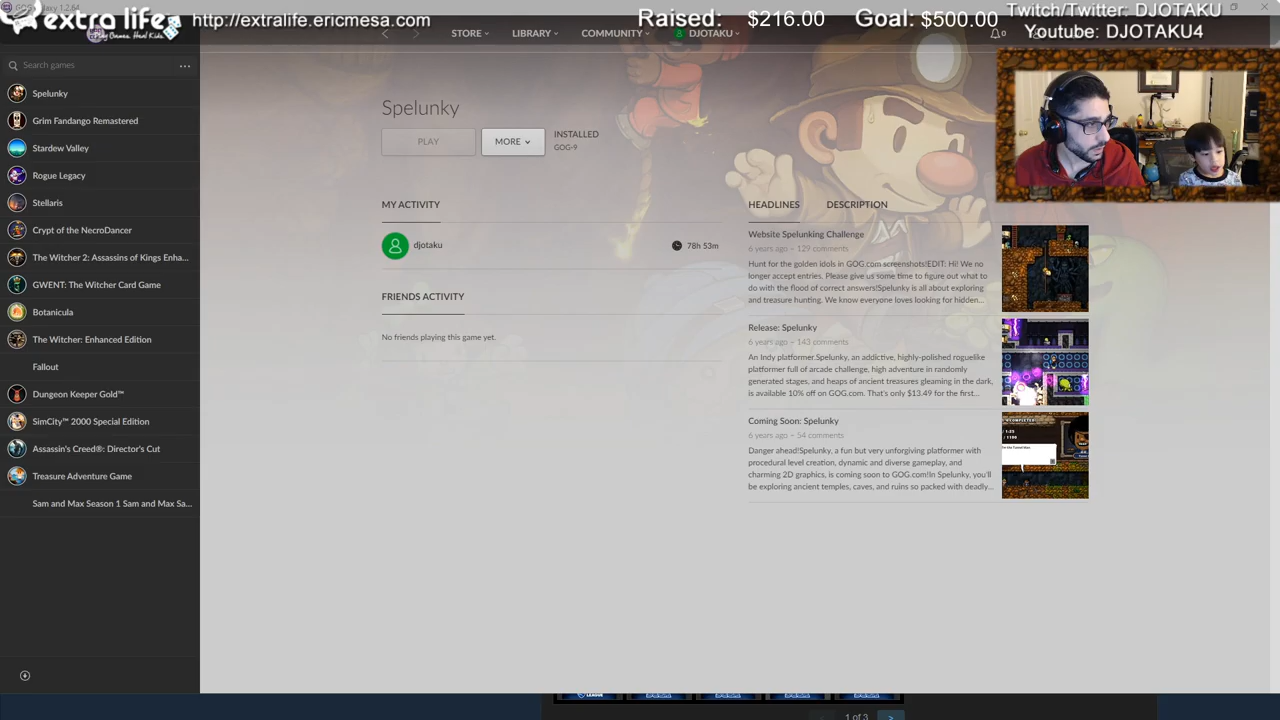 extra life
Play Games. Heal Kids.
http://extralife.ericmesa.com
Raised: $216.00 Goal: $500.00
Twitch/Twitter: DJOTAKU
Youtube: DJOTAKU4
STORE
LIBRARY
COMMUNITY
DJOTAKU
0
Search games
Spelunky
Grim Fandango Remastered
Stardew Valley
Rogue Legacy
Stellaris
Crypt of the NecroDancer
The Witcher 2: Assassins of Kings Enha...
GWENT: The Witcher Card Game
Botanicula
The Witcher: Enhanced Edition
Fallout
Dungeon Keeper Gold™
SimCity™ 2000 Special Edition
Assassin's Creed®: Director's Cut
Treasure Adventure Game
Sam and Max Season 1 Sam and Max Sa...
Spelunky
PLAY
MORE
INSTALLED
GOG-9
MY ACTIVITY
djotaku
78h 53m
FRIENDS ACTIVITY
No friends playing this game yet.
HEADLINES
DESCRIPTION
Website Spelunking Challenge
6 years ago – 129 comments
Hunt for the golden idols in GOG.com screenshots!EDIT: Hi! We no
longer accept entries. Please give us some time to figure out what to
do with the flood of correct answers!Spelunky is all about exploring
and treasure hunting. We know everyone loves looking for hidden...
Release: Spelunky
6 years ago – 143 comments
An Indy platformer.Spelunky, an addictive, highly-polished roguelike
platformer full of arcade challenge, high adventure in randomly
generated stages, and heaps of ancient treasures gleaming in the dark,
is available 10% off on GOG.com. That's only $13.49 for the first...
Coming Soon: Spelunky
6 years ago – 54 comments
Danger ahead!Spelunky, a fun but very unforgiving platformer with
procedural level creation, dynamic and diverse gameplay, and
charming 2D graphics, is coming soon to GOG.com!In Spelunky, you'll
be exploring ancient temples, caves, and ruins so packed with deadly...
1 of 3